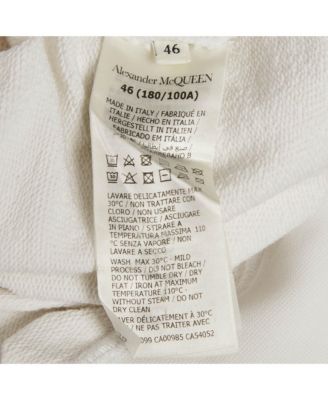 46
Alexander McQUEEN
46 (180/100A)
MADE IN ITALY / FABRIQUÉ EN
ITALIE / HECHO EN ITALIA /
HERGESTELLT IN ITALIEN /
FABRICADO EM ITÁLIA /
صنع في إيطاليا
LAVARE DELICATAMENTE MAX
30°C / NON TRATTARE CON
CLORO / NON USARE
ASCIUGATRICE / ASCIUGARE
IN PIANO / STIRARE A
TEMPERATURA MASSIMA 110
°C SENZA VAPORE / NON
LAVARE A SECCO
WASH MAX 30°C - MILD
PROCESS / DO NOT BLEACH /
DO NOT TUMBLE DRY / DRY
FLAT / IRON AT MAXIMUM
TEMPERATURE 110°C -
WITHOUT STEAM / DO NOT
DRY CLEAN
LAVER DÉLICATEMENT À 30°C
/ NE PAS TRAITER AVEC
099 CA00985 CA54052